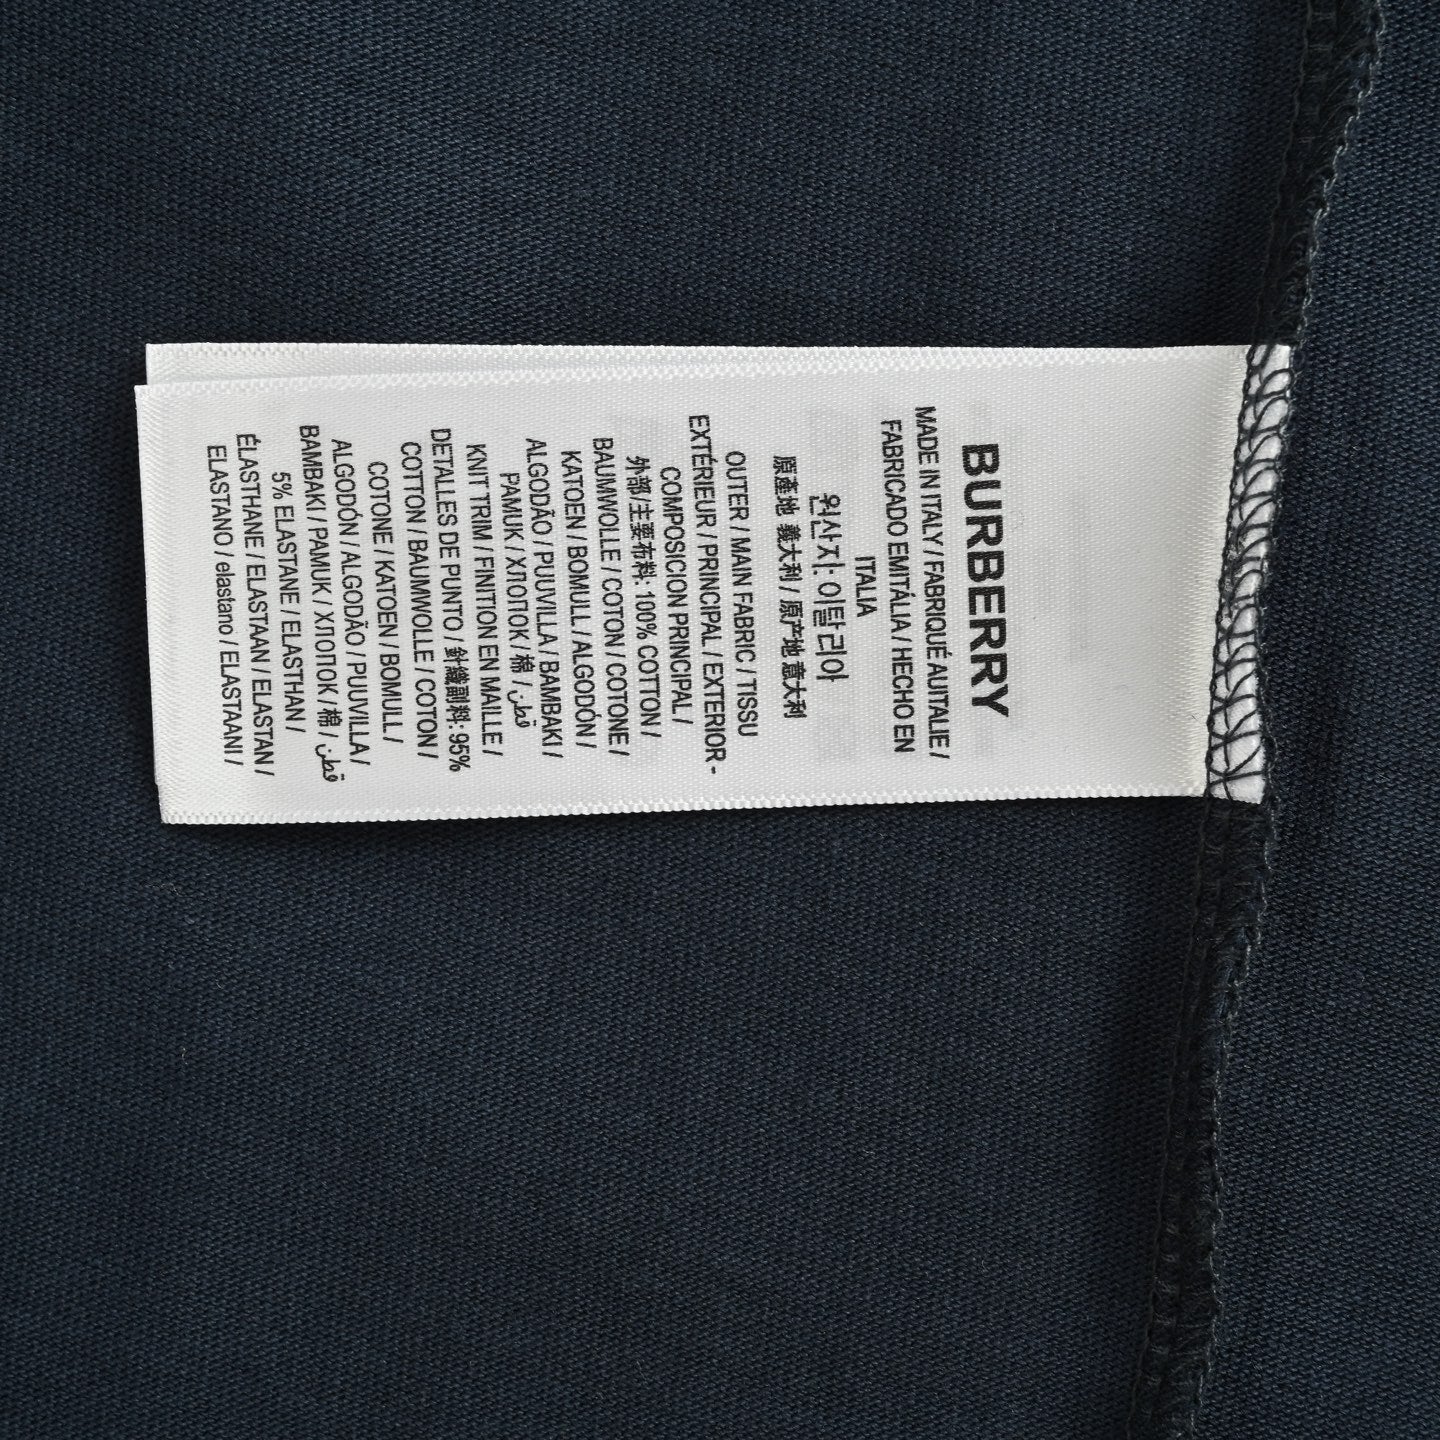 BURBERRY
MADE IN ITALY / FABRIQUÉ AUITALIE /
FABRICADO EMITÁLIA / HECHO EN
ITALIA
원산지 이탈리아
原產地 義大利 / 原产地 意大利
OUTER / MAIN FABRIC / TISSU
EXTÉRIEUR / PRINCIPAL / EXTERIOR -
COMPOSICION PRINCIPAL /
外部 / 主要布料: 100% COTTON /
BAUMWOLLE / COTON / COTONE /
KATOEN / BOMULL / ALGODÓN /
ALGODÃO / PUUVILLA / BAMBAKI /
PAMUK / ХЛОПОК / 棉 / قطن
KNIT TRIM / FINITION EN MAILLE /
DETALLES DE PUNTO / 針織副料: 95%
COTTON / BAUMWOLLE / COTON /
COTONE / KATOEN / BOMULL /
ALGODÓN / ALGODÃO / PUUVILLA /
BAMBAKI / PAMUK / ХЛОПОК / 棉 / قطن
5% ELASTANE / ELASTHAN /
ÉLASTHANE / ELASTAAN / ELASTAN /
ELASTANO / elastano / ELASTAANI /